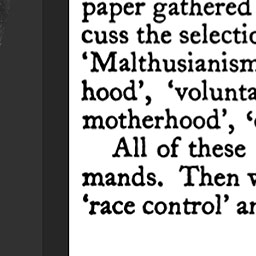 paper gathered
cuss the selectio
‘Malthusianism
hood’, ‘volunta
motherhood’, ‘
All of these
mands. Then
‘race control’ an